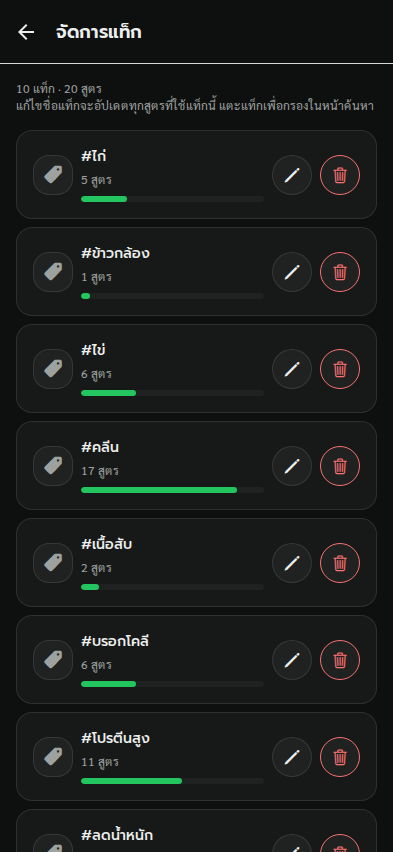 จัดการแท็ก
10 แท็ก · 20 สูตร
แก้ไขชื่อแท็กจะอัปเดตทุกสูตรที่ใช้แท็กนี้ แตะแท็กเพื่อกรองในหน้าค้นหา
#ไก่
5 สูตร
#ข้าวกล้อง
1 สูตร
#ไข่
6 สูตร
#คลีน
17 สูตร
#เนื้อสับ
2 สูตร
#บรอกโคลี
6 สูตร
#โปรตีนสูง
11 สูตร
#ลดน้ำหนัก